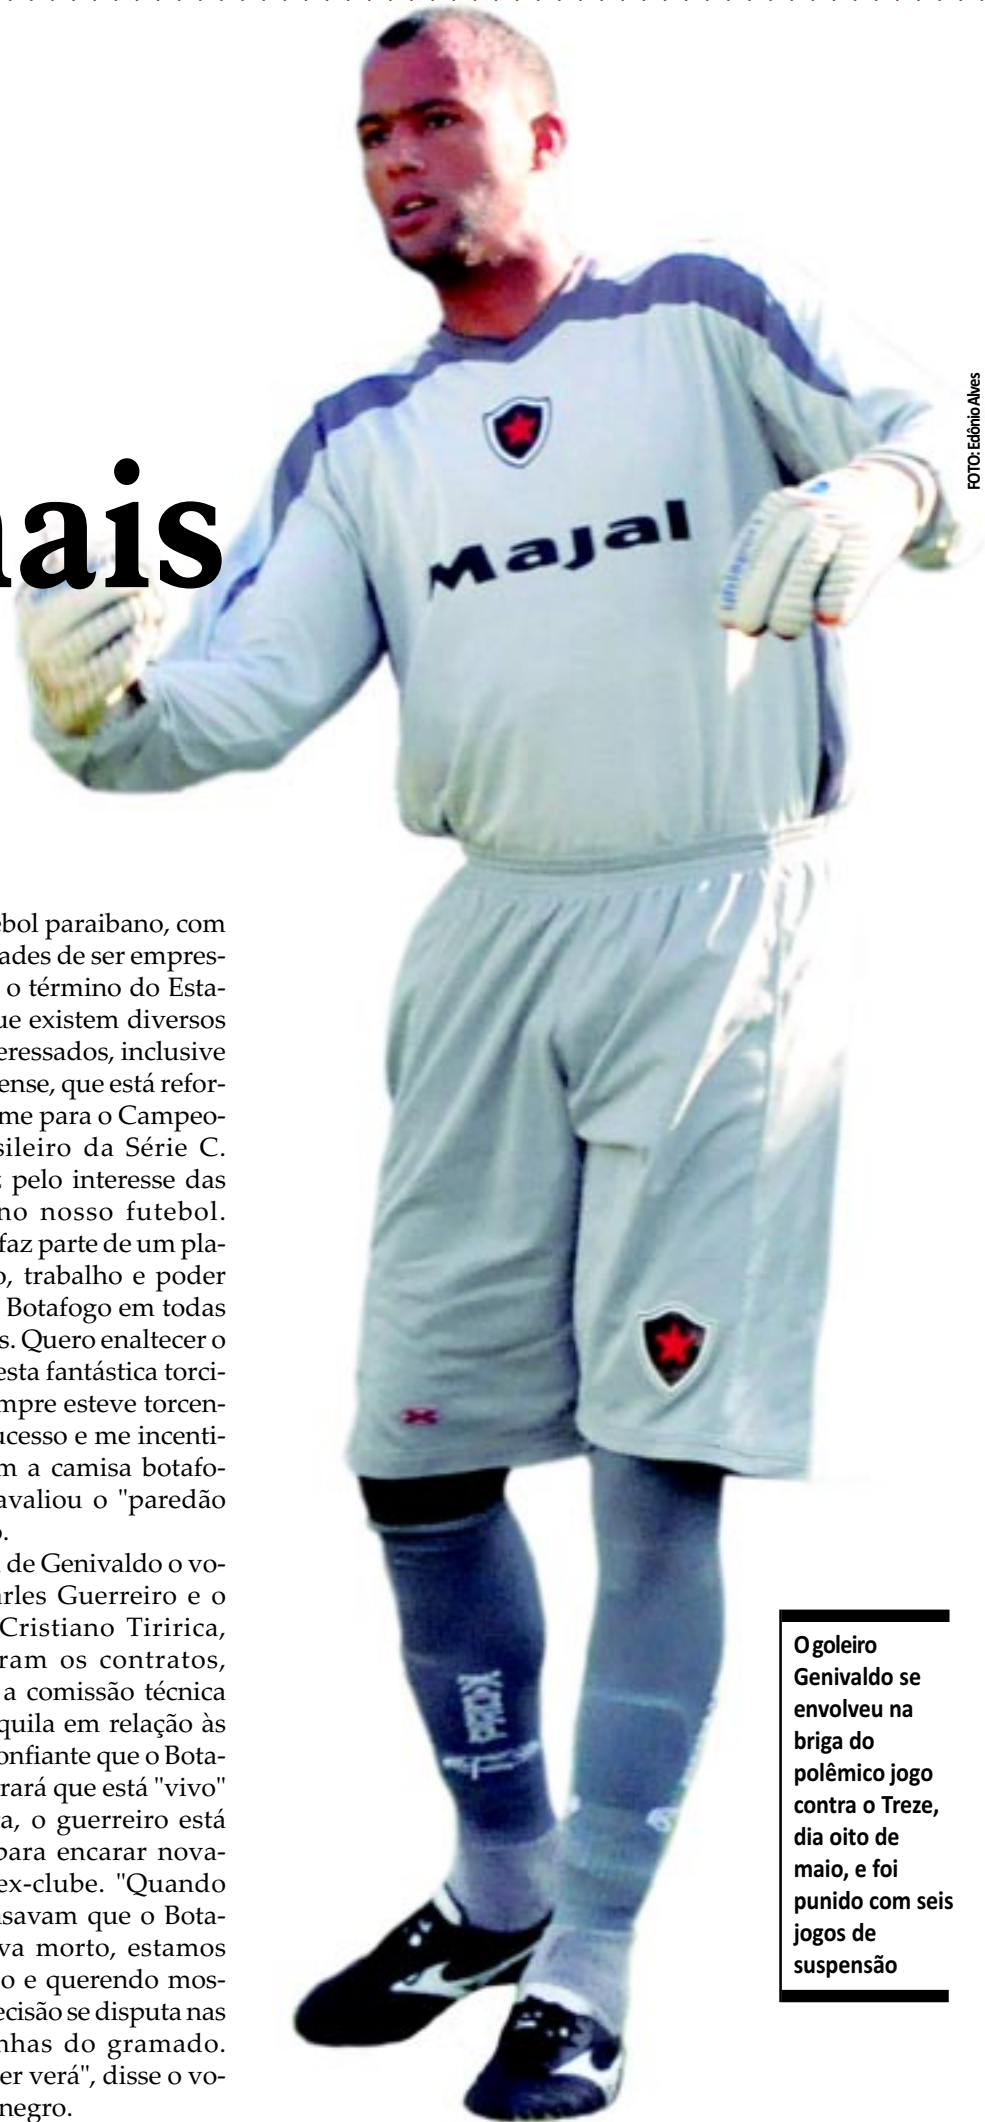 FOTO: Edônio Alves
ais
Majal
uhlsport
ebol paraibano, com
ades de ser empres-
o término do Esta-
ue existem diversos
eressados, inclusive
ense, que está refor-
me para o Campeo-
sileiro da Série C.
z pelo interesse das
no nosso futebol.
faz parte de um pla-
o, trabalho e poder
Botafogo em todas
s. Quero enaltecer o
esta fantástica torci-
mpre esteve torcen-
ucesso e me incenti-
m a camisa botafo-
avaliou o "paredão
o.
de Genivaldo o vo-
arles Guerreiro e o
Cristiano Tiririca,
ram os contratos,
a comissão técnica
quila em relação às
onfiante que o Bota-
rará que está "vivo"
a, o guerreiro está
para encarar nova-
ex-clube. "Quando
savam que o Bota-
va morto, estamos
o e querendo mos-
ecisão se disputa nas
nhas do gramado.
er verá", disse o vo-
negro.
O goleiro
Genivaldo se
envolveu na
briga do
polêmico jogo
contra o Treze,
dia oito de
maio, e foi
punido com seis
jogos de
suspensão